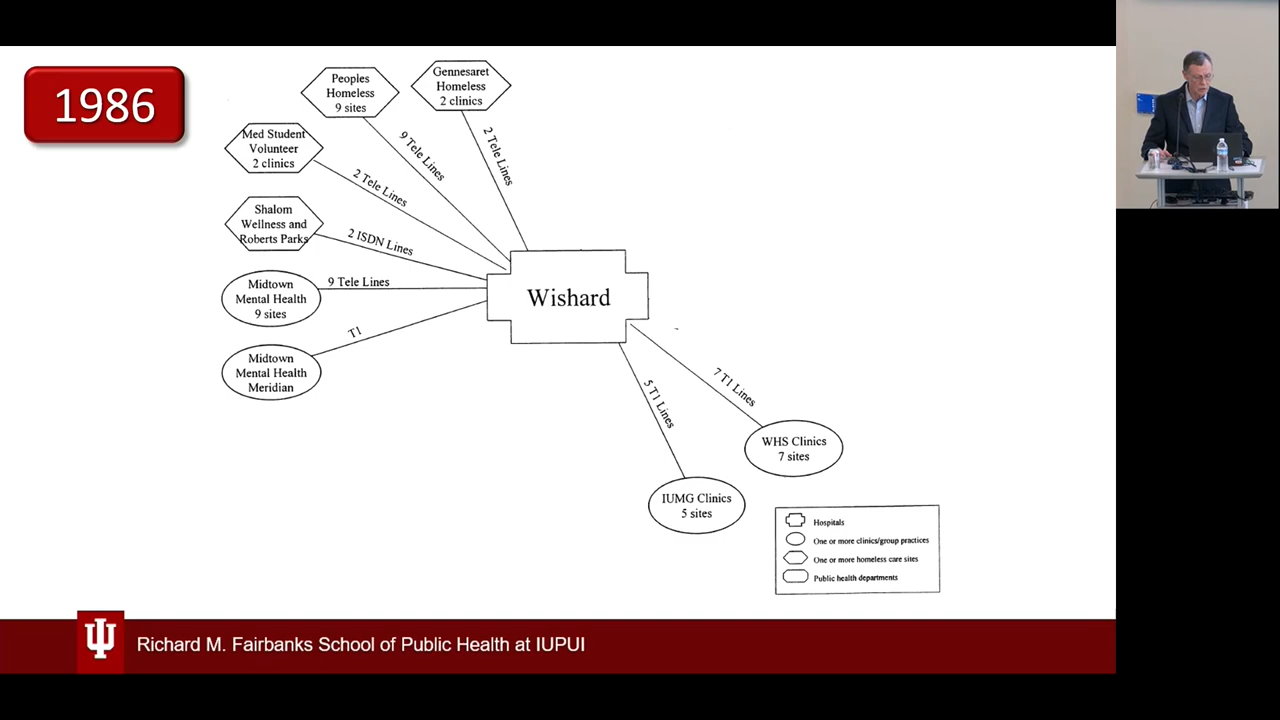 1986
Peoples
Homeless
9 sites
Gennesaret
Homeless
2 clinics
Med Student
Volunteer
2 clinics
9 Tele Lines
2 Tele Lines
2 Tele Lines
Shalom
Wellness and
Roberts Parks
2 ISDN Lines
Midtown
Mental Health
9 sites
9 Tele Lines
Wishard
T1
Midtown
Mental Health
Meridian
5 T1 Lines
7 T1 Lines
WHS Clinics
7 sites
IUMG Clinics
5 sites
Hospitals
One or more clinics/group practices
One or more homeless care sites
Public health departments
Richard M. Fairbanks School of Public Health at IUPUI